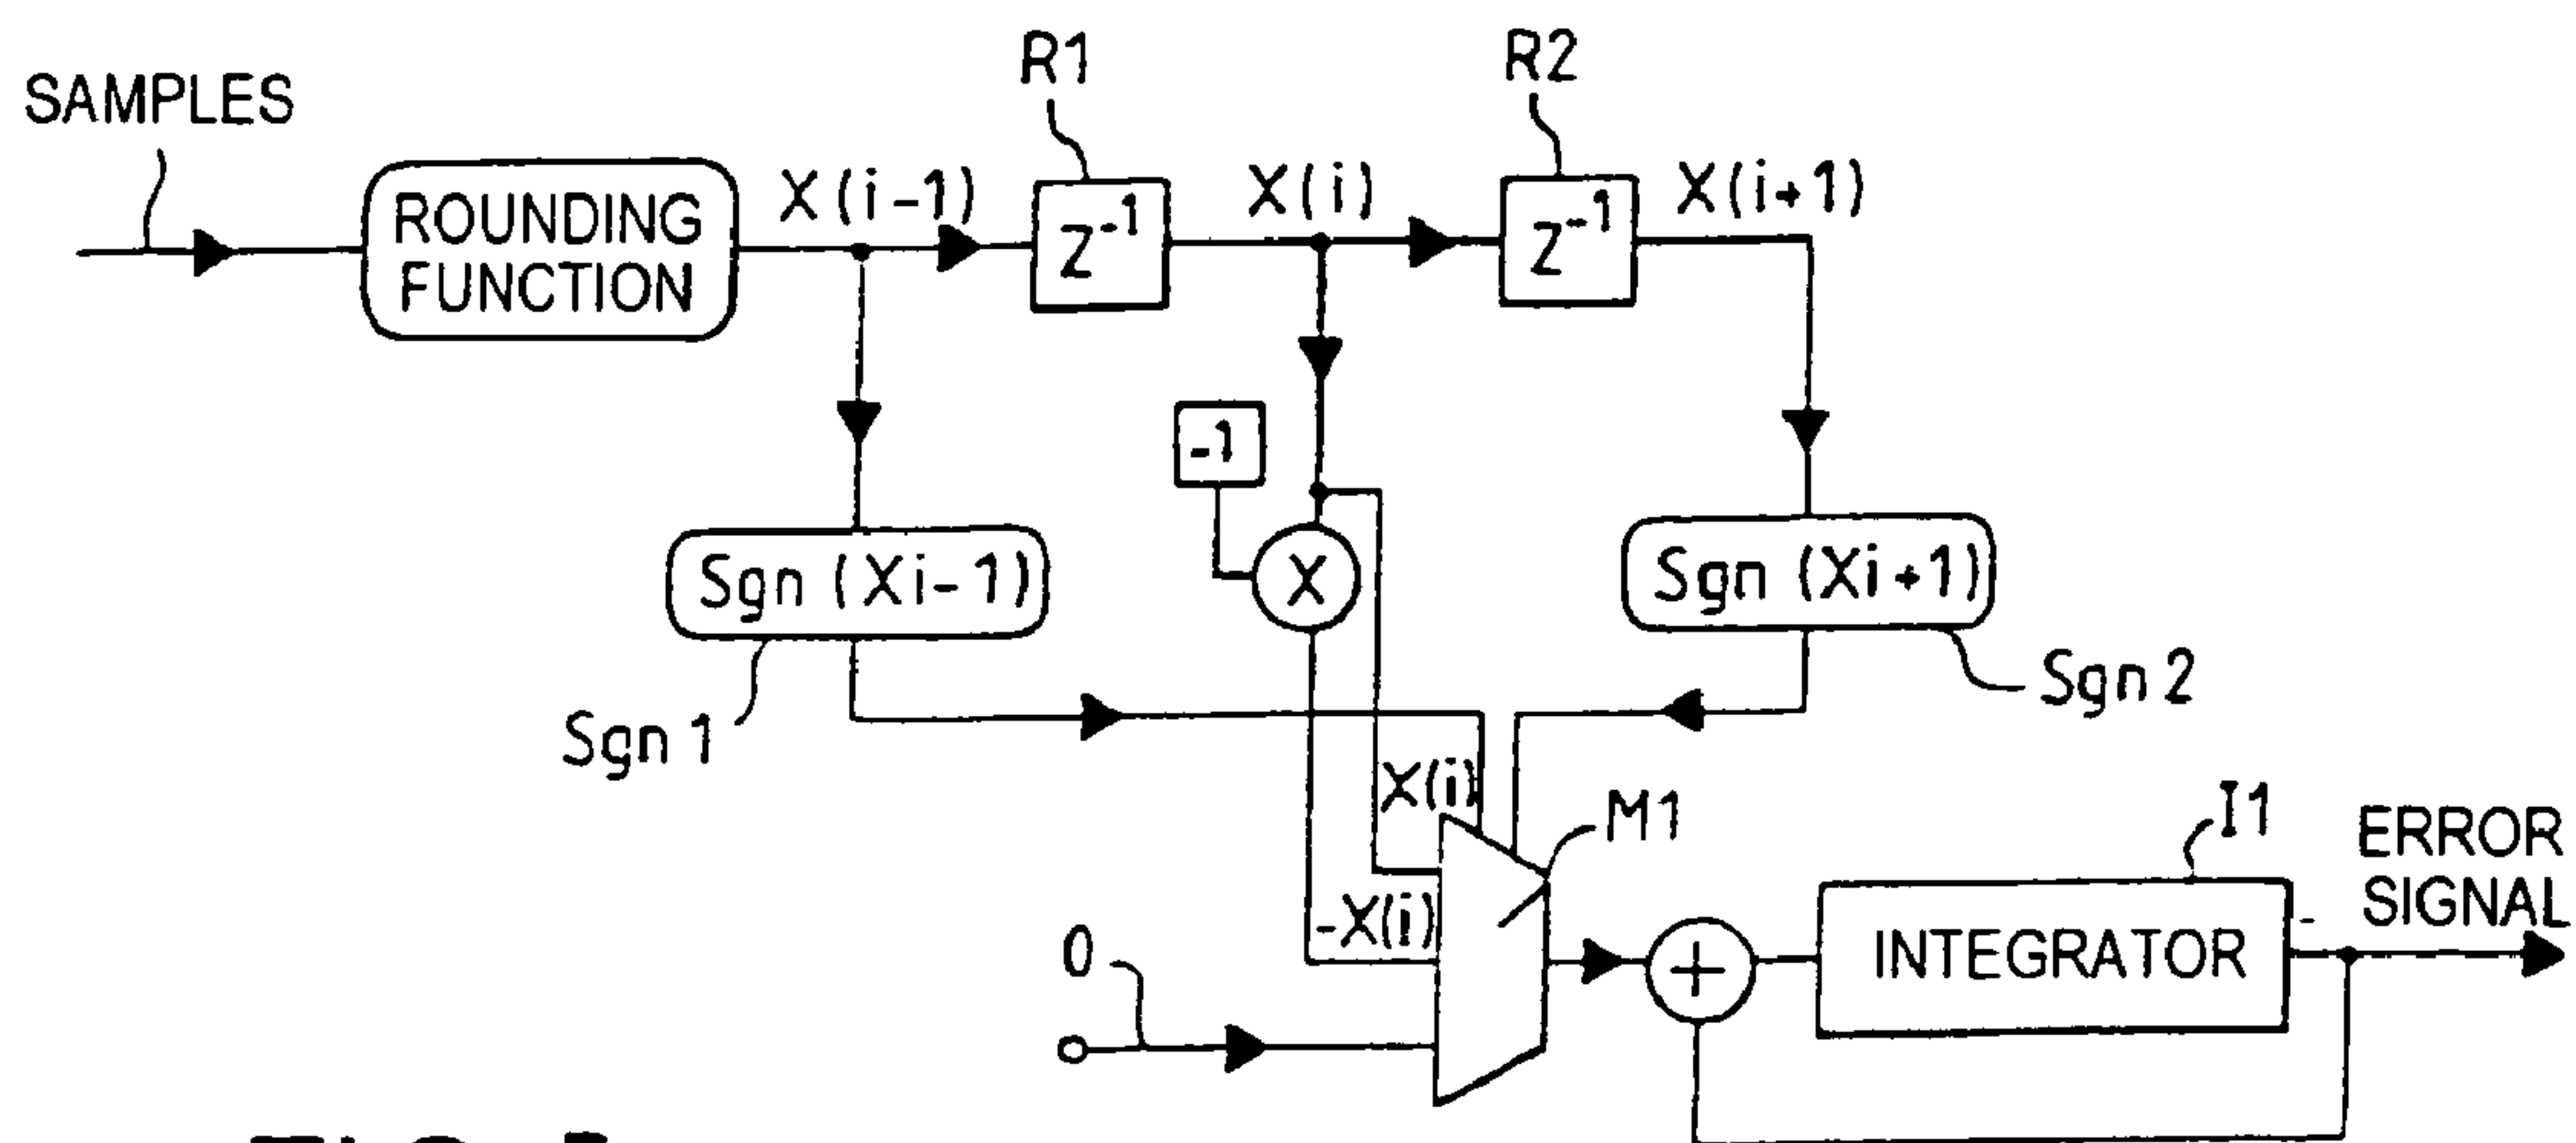 R1
R2
SAMPLES
X(i-1)
X(i)
X(i+1)
ROUNDING
FUNCTION
Z-1
Z-1
-1
Sgn (Xi-1)
X
Sgn (Xi+1)
Sgn 1
Sgn 2
X(i)
M1
I1
ERROR
SIGNAL
-X(i)
0
+
INTEGRATOR
-